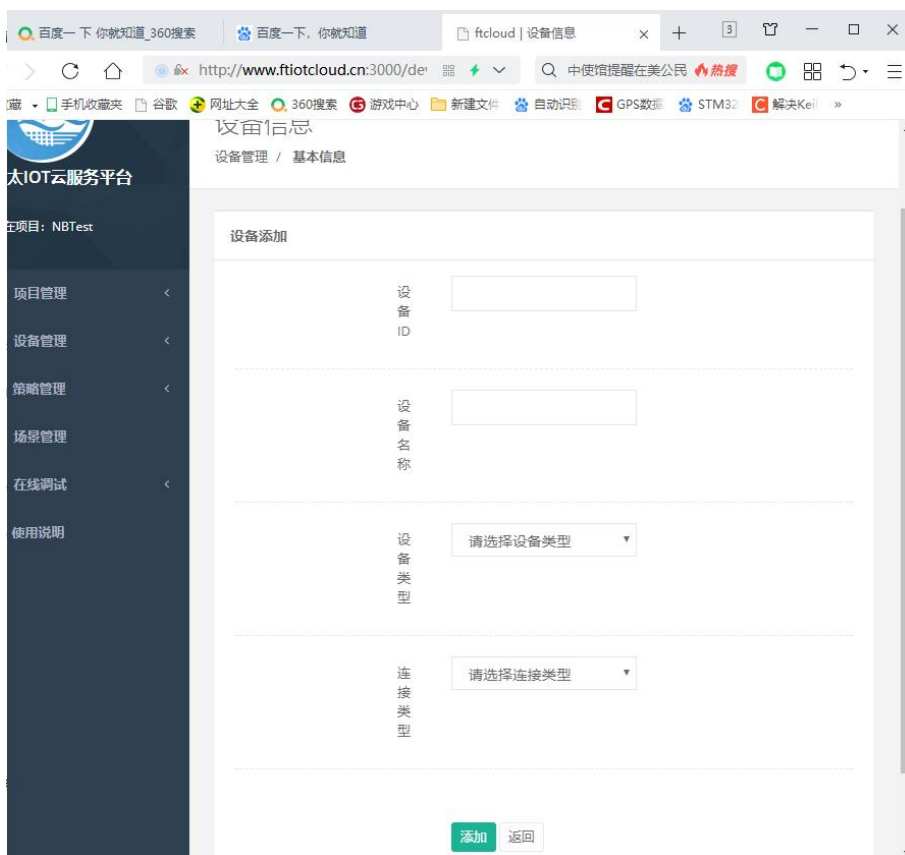 百度一 下 你就知道_360搜索
百度一下，你就知道
ftcloud | 设备信息
3
http://www.ftiotcloud.cn:3000/de
中使馆提醒在美公民
热搜
藏
手机收藏夹
谷歌
网址大全
360搜索
游戏中心
新建文件
自动识别
GPS数据
STM32
解决Keil
»
设备信息
设备管理 / 基本信息
太IOT云服务平台
在项目：NBTest
项目管理
设备管理
策略管理
场景管理
在线调试
使用说明
设备添加
设
备
ID
设
备
名
称
设
备
类
型
请选择设备类型
连
接
类
型
请选择连接类型
添加
返回